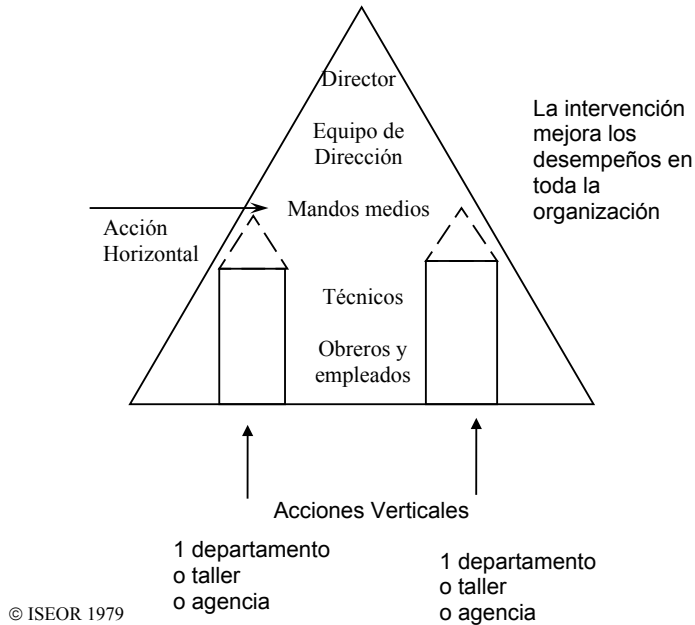 Director
Equipo de
Dirección
La intervención
mejora los
desempeños en
toda la
organización
Mandos medios
Acción
Horizontal
Técnicos
Obreros y
empleados
Acciones Verticales
1 departamento
o taller
o agencia
1 departamento
o taller
o agencia
© ISEOR 1979